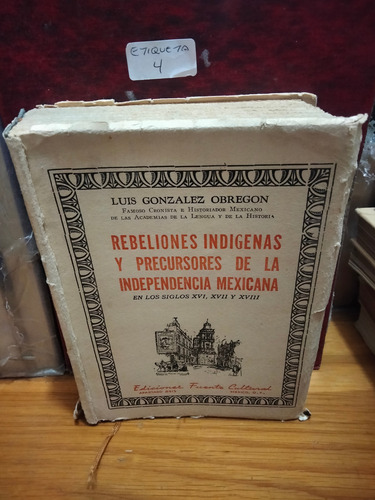 ETIQUETA
4
LUIS GONZALEZ OBREGON
FAMOSO CRONISTA E HISTORIADOR MEXICANO
DE LAS ACADEMIAS DE LA LENGUA Y DE LA HISTORIA
REBELIONES INDIGENAS
Y PRECURSORES DE LA
INDEPENDENCIA MEXICANA
EN LOS SIGLOS XVI, XVII Y XVIII
Ediciones Fuente Cultural